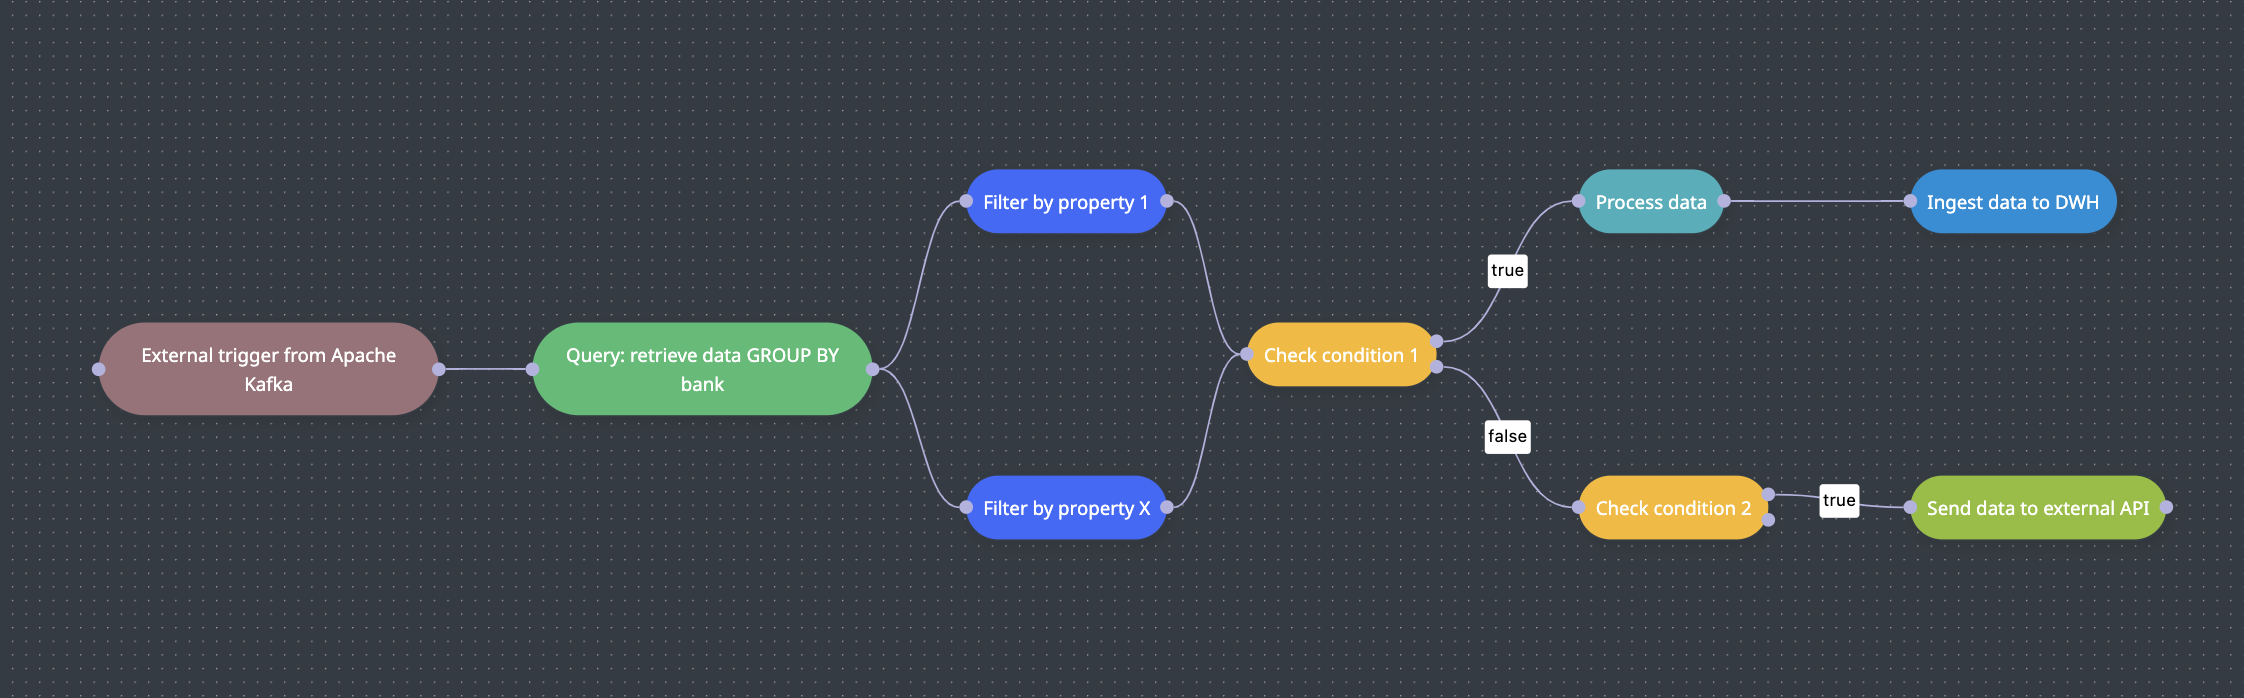 External trigger from Apache
Kafka
Query: retrieve data GROUP BY
bank
Filter by property 1
Filter by property X
Check condition 1
true
false
Process data
Ingest data to DWH
Check condition 2
true
Send data to external API